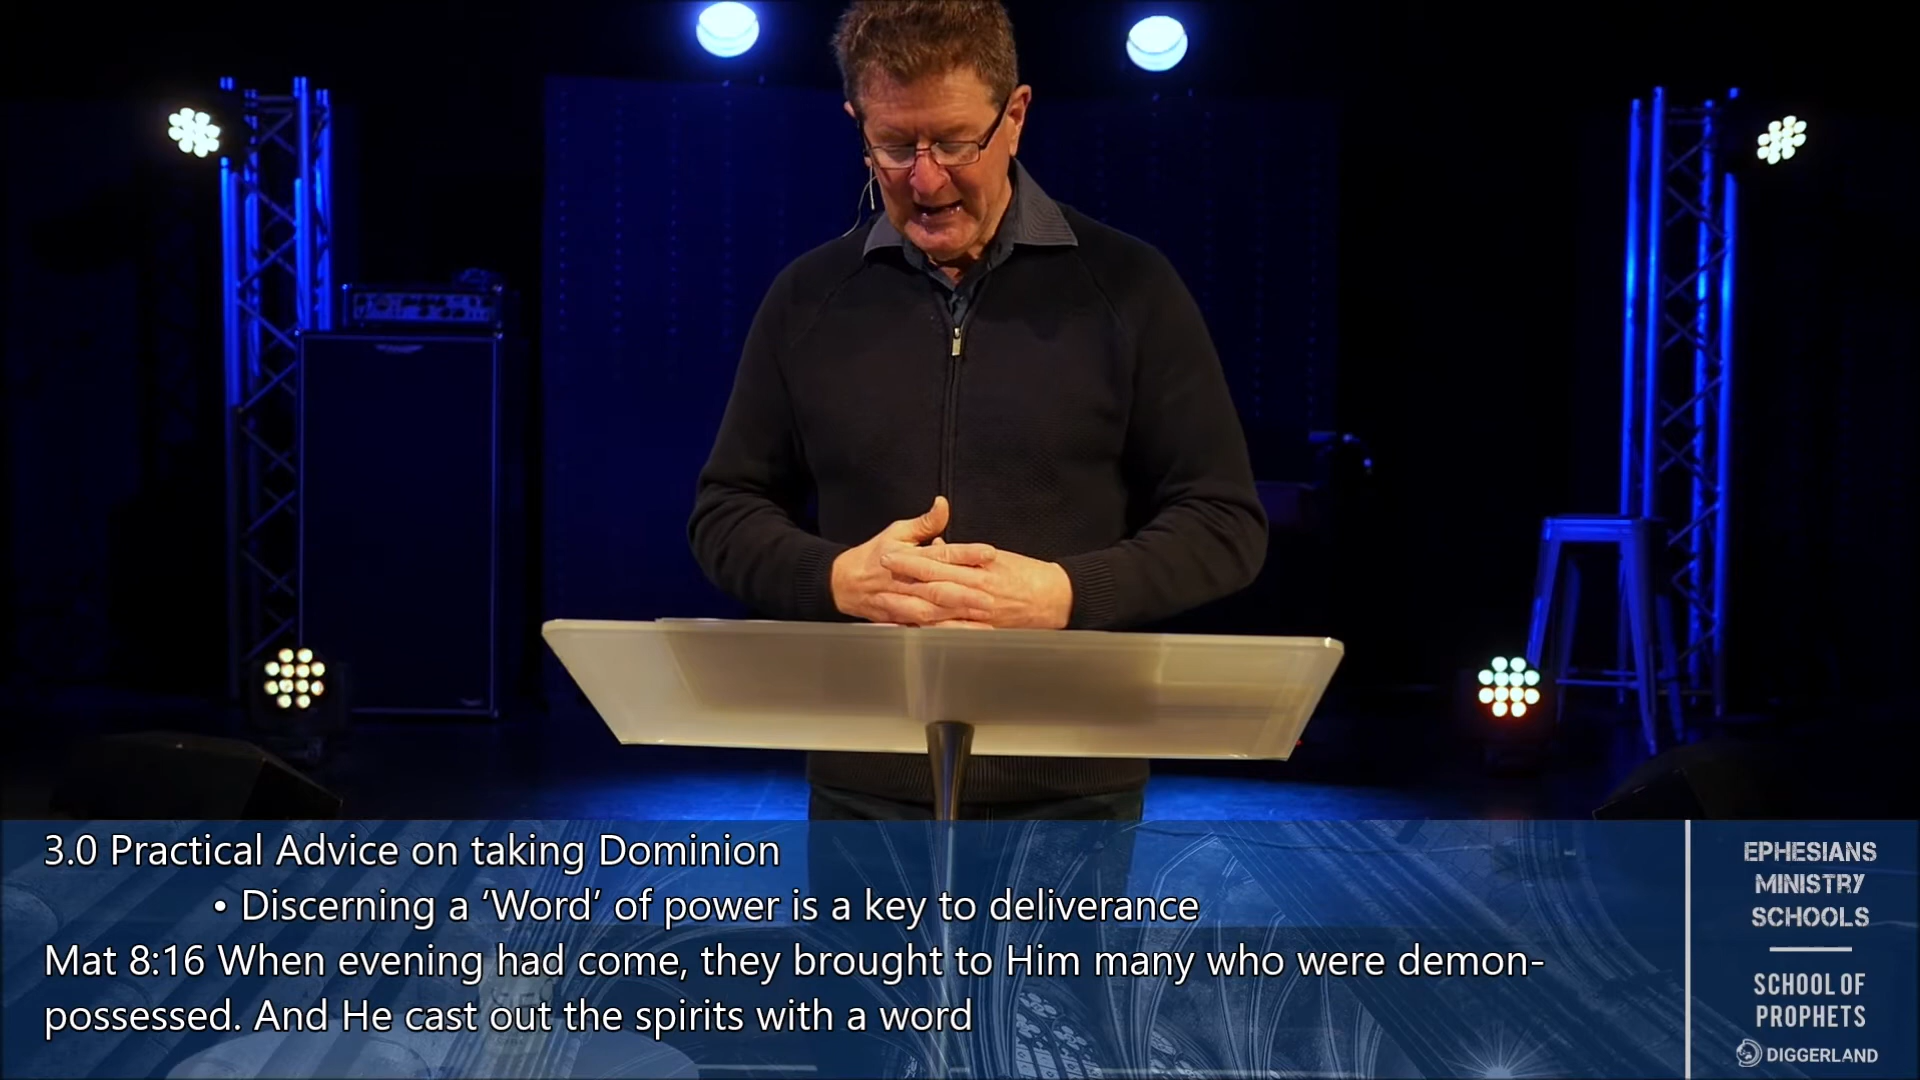 3.0 Practical Advice on taking Dominion
• Discerning a ‘Word’ of power is a key to deliverance
Mat 8:16 When evening had come, they brought to Him many who were demon-
possessed. And He cast out the spirits with a word
EPHESIANS
MINISTRY
SCHOOLS
SCHOOL OF
PROPHETS
DIGGERLAND